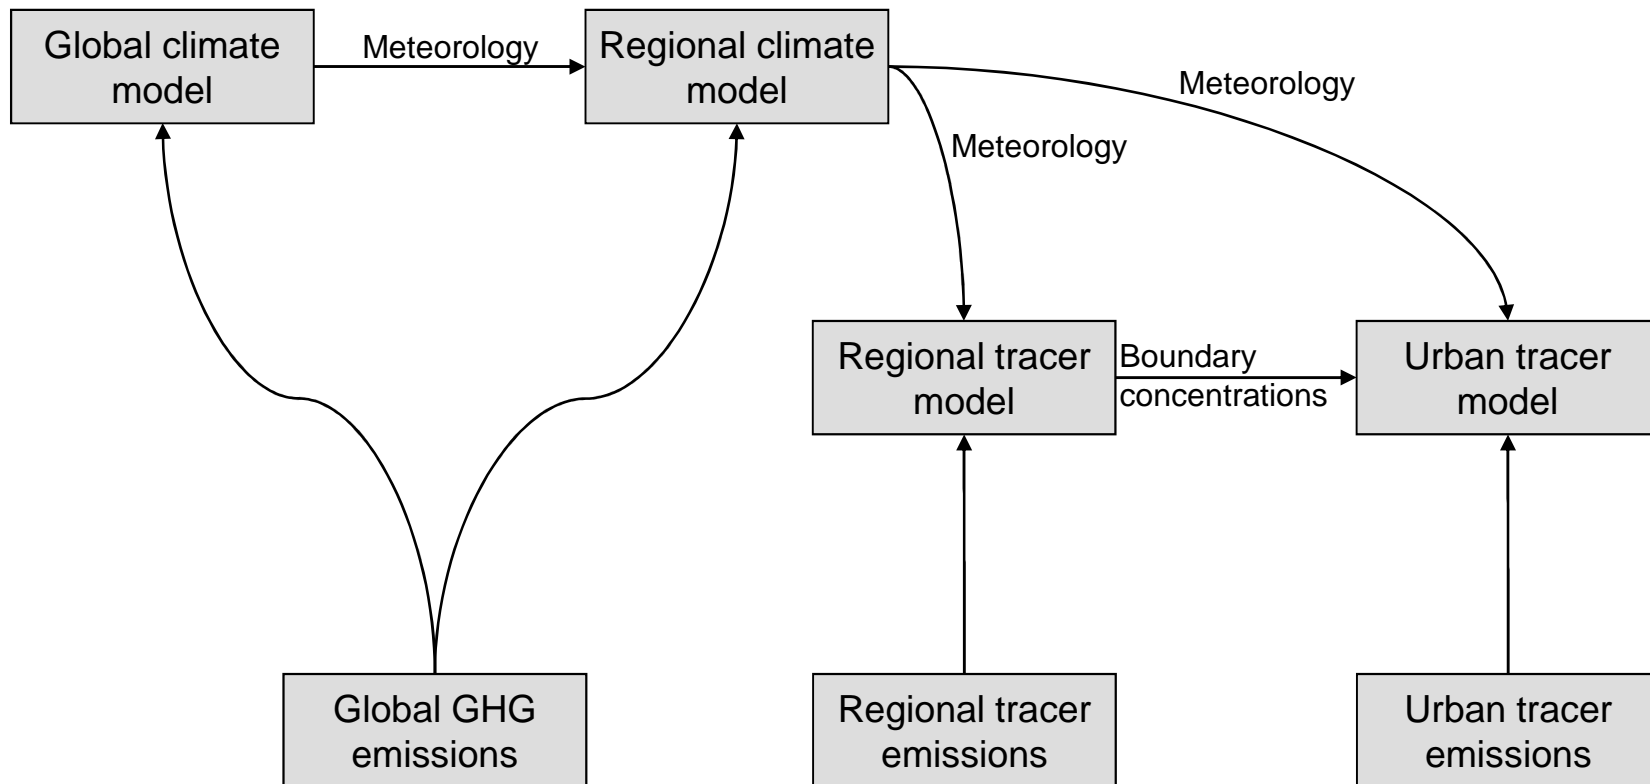 Global climate
model
Meteorology
Regional climate
model
Meteorology
Meteorology
Regional tracer
model
Boundary
concentrations
Urban tracer
model
Global GHG
emissions
Regional tracer
emissions
Urban tracer
emissions